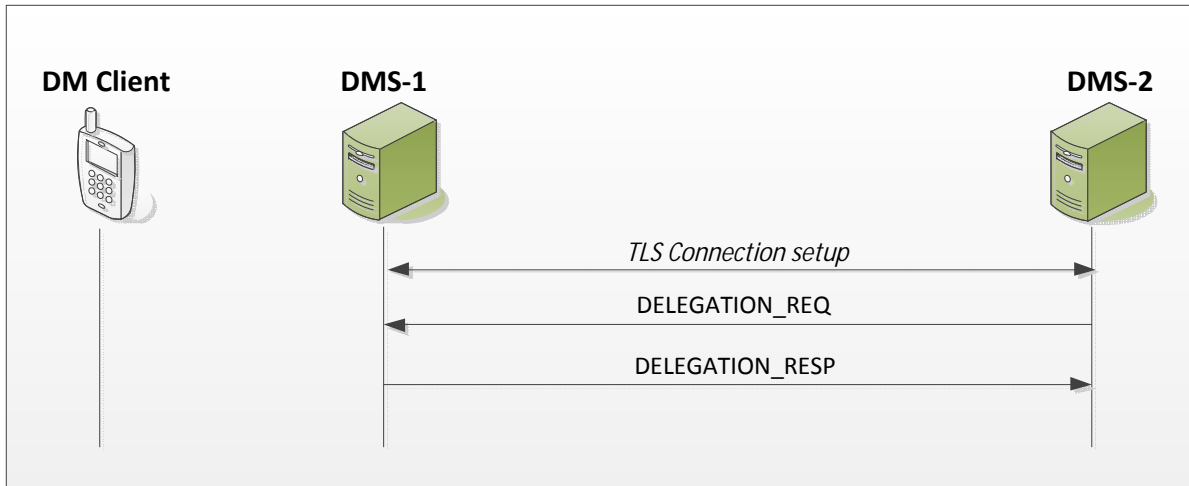 DM Client
DMS-1
DMS-2
TLS Connection setup
DELEGATION_REQ
DELEGATION_RESP